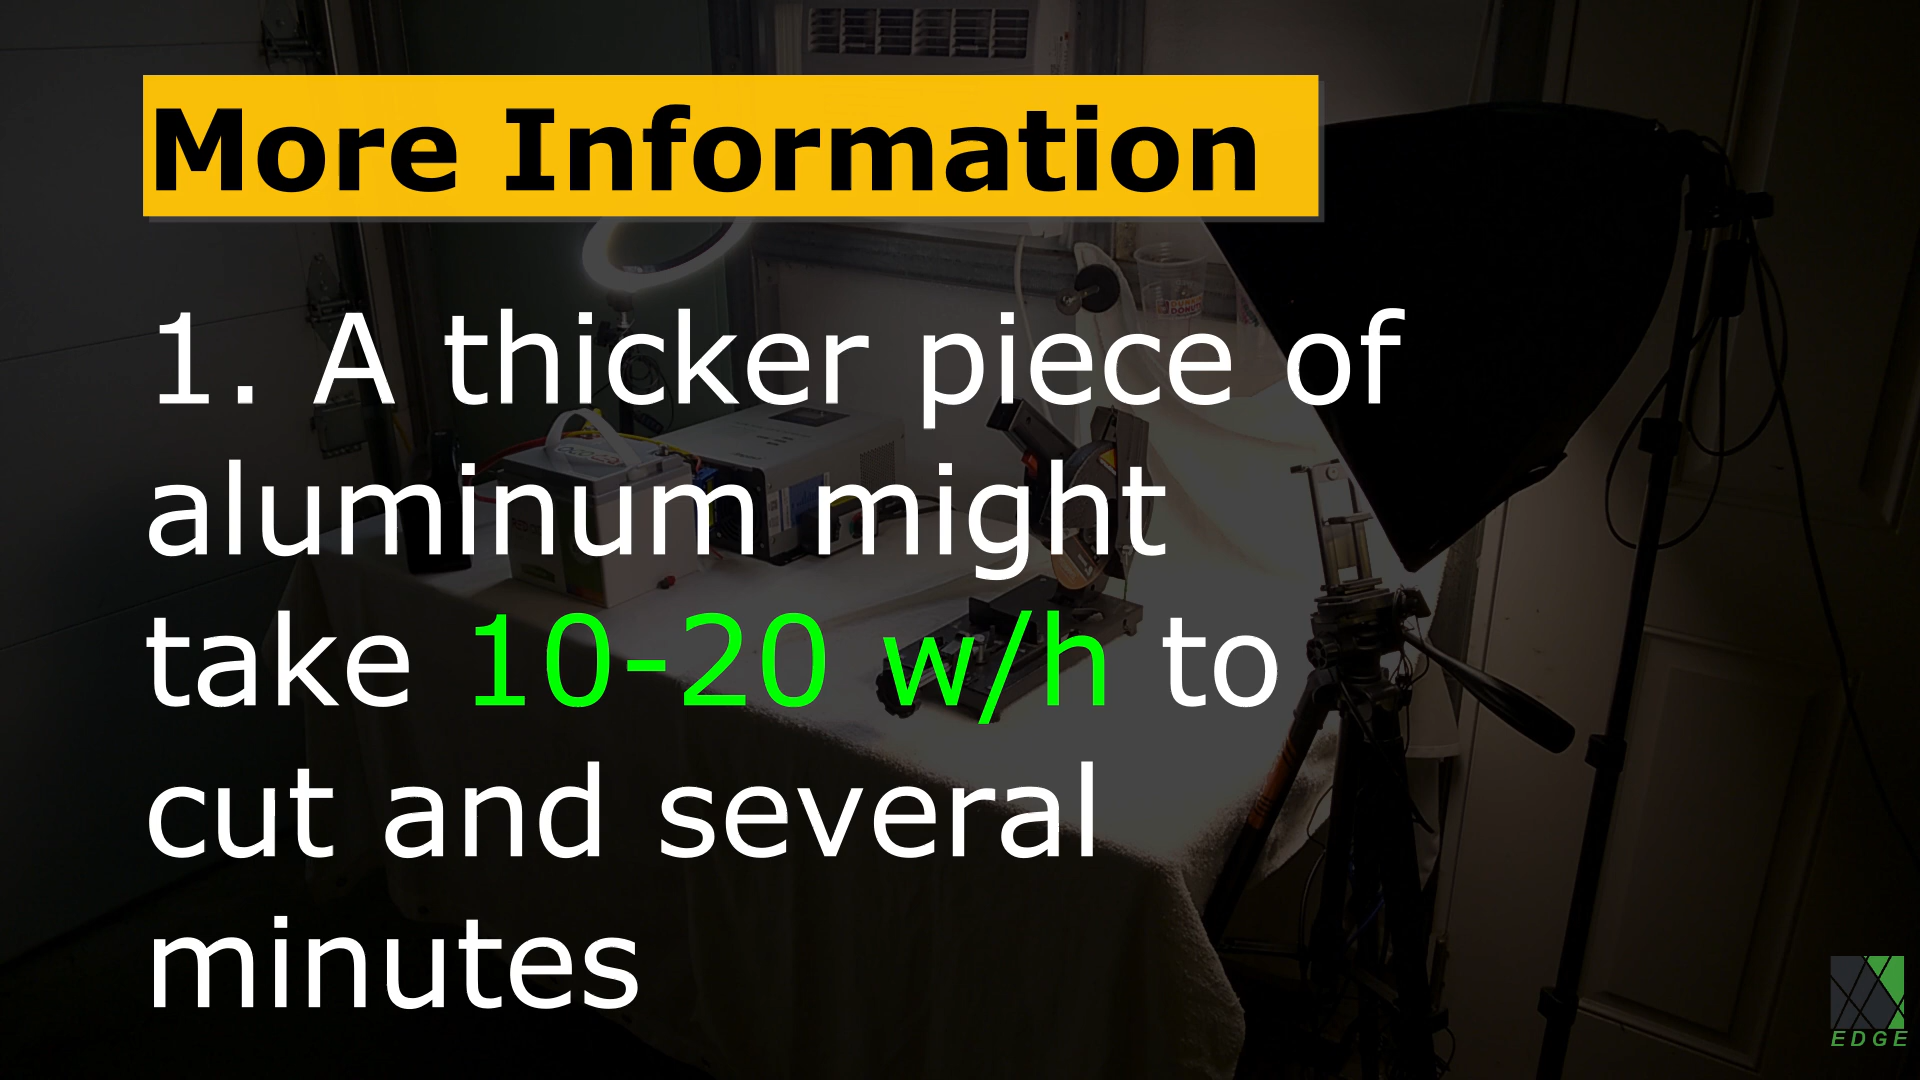 More Information
1. A thicker piece of
aluminum might
take 10-20 w/h to
cut and several
minutes
EDGE